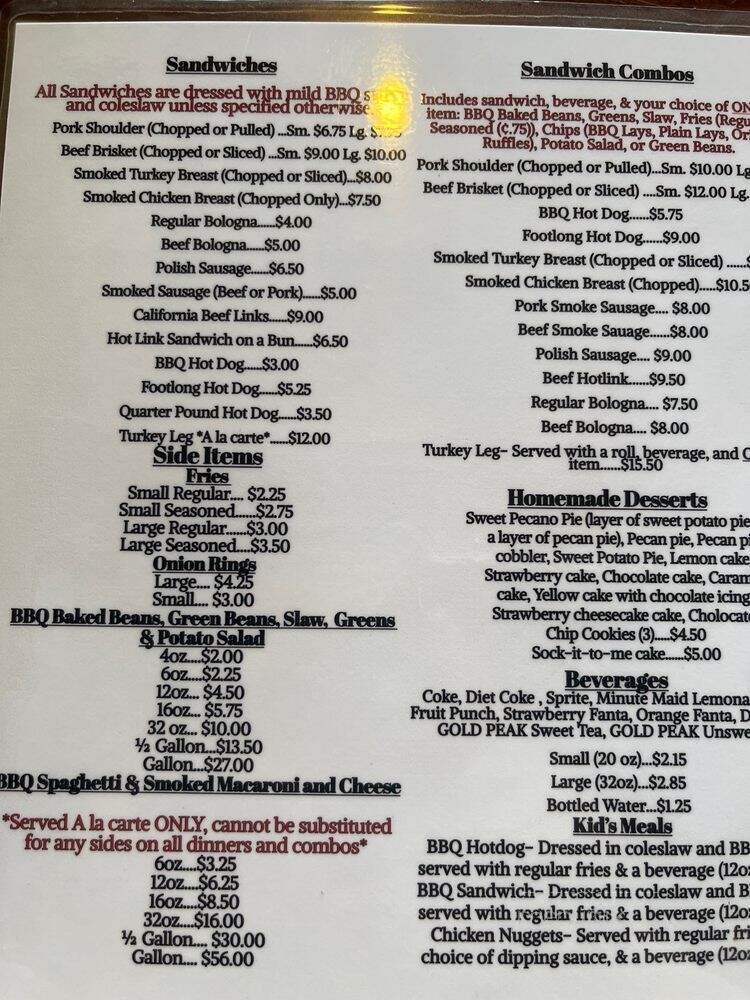 Sandwiches
All Sandwiches are dressed with mild BBQ
and coleslaw unless specified otherwise.
Pork Shoulder (Chopped or Pulled) ...Sm. $6.75 Lg.
Beef Brisket (Chopped or Sliced) ...Sm. $9.00 Lg. $10.00
Smoked Turkey Breast (Chopped or Sliced)...$8.00
Smoked Chicken Breast (Chopped Only)...$7.50
Regular Bologna......$4.00
Beef Bologna......$5.00
Polish Sausage......$6.50
Smoked Sausage (Beef or Pork)......$5.00
California Beef Links......$9.00
Hot Link Sandwich on a Bun......$6.50
BBQ Hot Dog......$3.00
Footlong Hot Dog......$5.25
Quarter Pound Hot Dog......$3.50
Turkey Leg *A la carte*......$12.00
Side Items
Fries
Small Regular.... $2.25
Small Seasoned......$2.75
Large Regular......$3.00
Large Seasoned....$3.50
Onion Rings
Large.... $4.25
Small.... $3.00
BBQ Baked Beans, Green Beans, Slaw, Greens
& Potato Salad
4oz....$2.00
6oz....$2.25
12oz... $4.50
16oz... $5.75
32 oz... $10.00
½ Gallon...$13.50
Gallon....$27.00
BBQ Spaghetti & Smoked Macaroni and Cheese
*Served A la carte ONLY, cannot be substituted
for any sides on all dinners and combos*
6oz....$3.25
12oz....$6.25
16oz....$8.50
32oz....$16.00
½ Gallon.... $30.00
Gallon.... $56.00
Sandwich Combos
Includes sandwich, beverage, & your choice of
item: BBQ Baked Beans, Greens, Slaw, Fries
Seasoned (¢.75)), Chips (BBQ Lays, Plain Lays,
Ruffles), Potato Salad, or Green Beans.
Pork Shoulder (Chopped or Pulled)...Sm. $10.00 Lg
Beef Brisket (Chopped or Sliced) ....Sm. $12.00 Lg.
BBQ Hot Dog......$5.75
Footlong Hot Dog......$9.00
Smoked Turkey Breast (Chopped or Sliced) ......$
Smoked Chicken Breast (Chopped).....$10.5
Pork Smoke Sausage.... $8.00
Beef Smoke Sauage......$8.00
Polish Sausage.... $9.00
Beef Hotlink......$9.50
Regular Bologna.... $7.50
Beef Bologna.... $8.00
Turkey Leg- Served with a roll, beverage, and
item......$15.50
Homemade Desserts
Sweet Pecano Pie (layer of sweet potato pie
a layer of pecan pie), Pecan pie, Pecan
cobbler, Sweet Potato Pie, Lemon cake
Strawberry cake, Chocolate cake,
cake, Yellow cake with chocolate icing
Strawberry cheesecake cake,
Chip Cookies (3).....$4.50
Sock-it-to-me cake......$5.00
Beverages
Coke, Diet Coke , Sprite, Minute Maid
Fruit Punch, Strawberry Fanta, Orange Fanta,
GOLD PEAK Sweet Tea, GOLD PEAK
Small (20 oz)...$2.15
Large (32oz)...$2.85
Bottled Water...$1.25
Kid's Meals
BBQ Hotdog- Dressed in coleslaw and
served with regular fries & a beverage
BBQ Sandwich- Dressed in coleslaw and
served with regular fries & a beverage
Chicken Nuggets- Served with regular
choice of dipping sauce, & a beverage